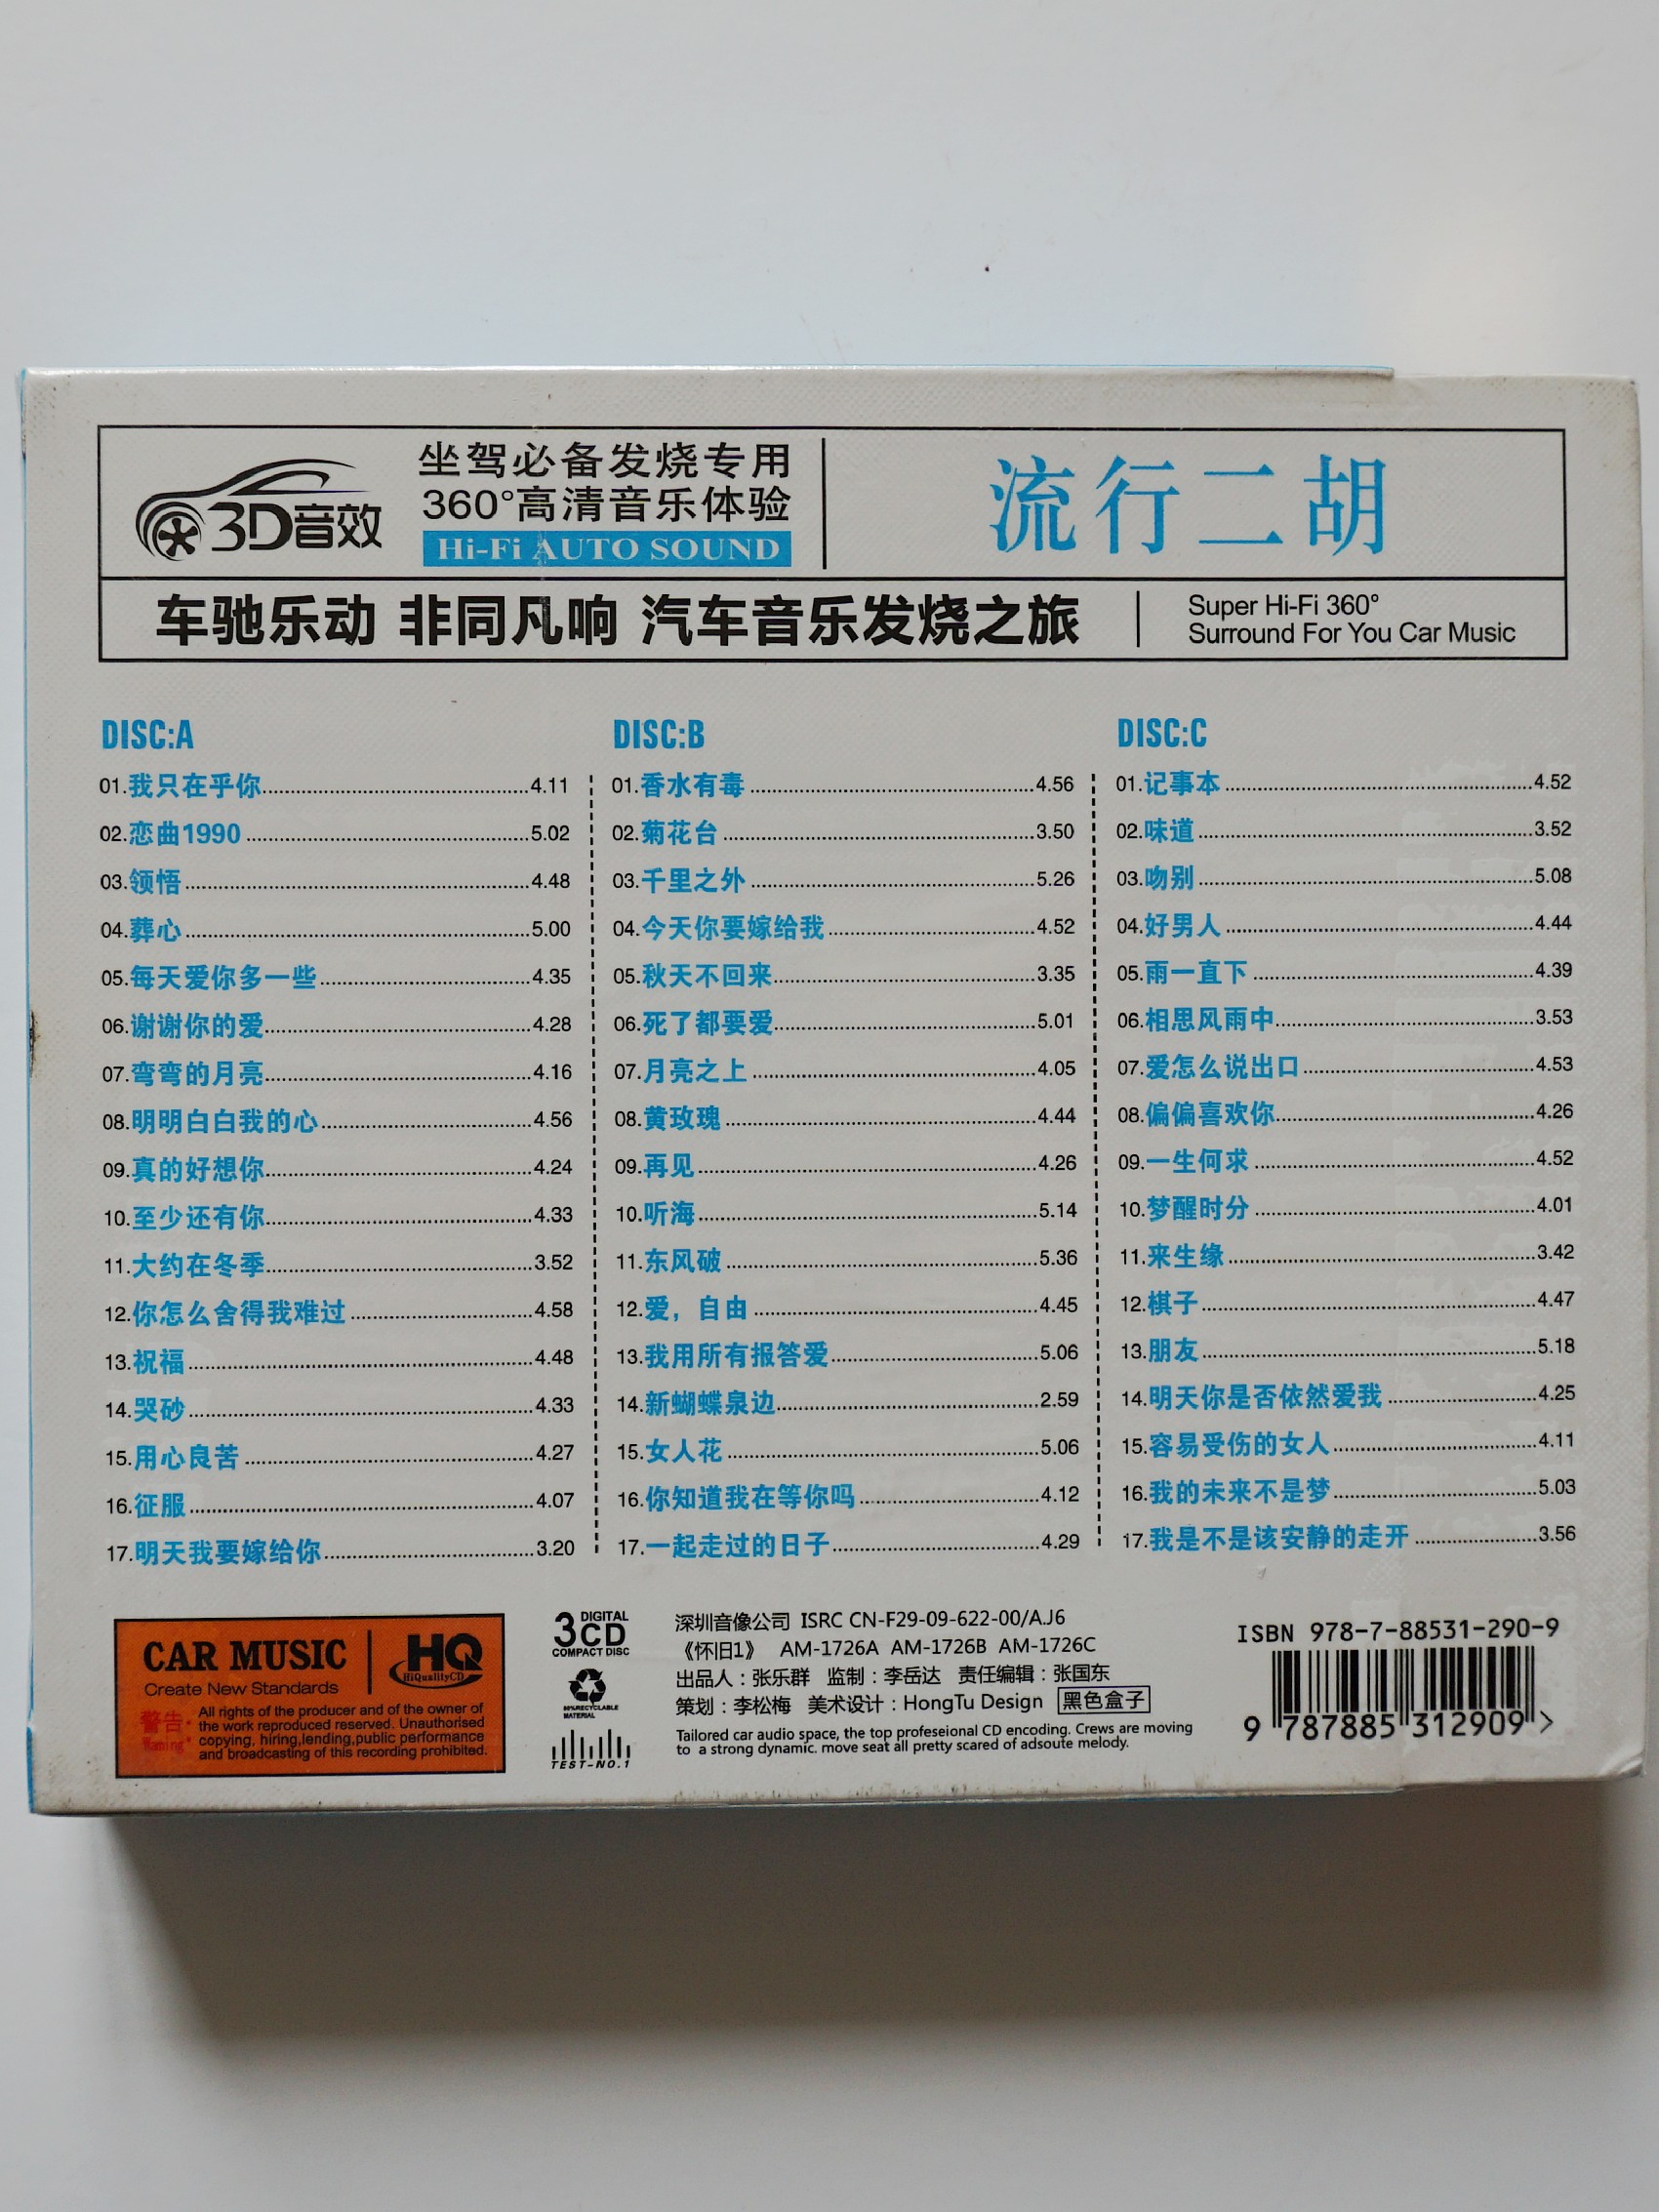 3D音效
坐驾必备发烧专用
360°高清音乐体验
Hi-Fi AUTO SOUND
流行二胡
车驰乐动 非同凡响 汽车音乐发烧之旅
Super Hi-Fi 360°
Surround For You Car Music
DISC:A
01.我只在乎你 4.11
02.恋曲1990 5.02
03.领悟 4.48
04.葬心 5.00
05.每天爱你多一些 4.35
06.谢谢你的爱 4.28
07.弯弯的月亮 4.16
08.明明白白我的心 4.56
09.真的好想你 4.24
10.至少还有你 4.33
11.大约在冬季 3.52
12.你怎么舍得我难过 4.58
13.祝福 4.48
14.哭砂 4.33
15.用心良苦 4.27
16.征服 4.07
17.明天我要嫁给你 3.20
DISC:B
01.香水有毒 4.56
02.菊花台 3.50
03.千里之外 5.26
04.今天你要嫁给我 4.52
05.秋天不回来 3.35
06.死了都要爱 5.01
07.月亮之上 4.05
08.黄玫瑰 4.44
09.再见 4.26
10.听海 5.14
11.东风破 5.36
12.爱，自由 4.45
13.我用所有报答爱 5.06
14.新蝴蝶泉边 2.59
15.女人花 5.06
16.你知道我在等你吗 4.12
17.一起走过的日子 4.29
DISC:C
01.记事本 4.52
02.味道 3.52
03.吻别 5.08
04.好男人 4.44
05.雨一直下 4.39
06.相思风雨中 3.53
07.爱怎么说出口 4.53
08.偏偏喜欢你 4.26
09.一生何求 4.52
10.梦醒时分 4.01
11.来生缘 3.42
12.棋子 4.47
13.朋友 5.18
14.明天你是否依然爱我 4.25
15.容易受伤的女人 4.11
16.我的未来不是梦 5.03
17.我是不是该安静的走开 3.56
CAR MUSIC
Create New Standards
HQ
HiQualityCD
警告:
Waming
All rights of the producer and of the owner of
the work reproduced reserved. Unauthorised
copying, hiring,lending,public performance
and broadcasting of this recording prohibited.
3 DIGITAL
CD
COMPACT DISC
RECYCLABLE
MATERIAL
TEST-NO.1
深圳音像公司 ISRC CN-F29-09-622-00/A.J6
《怀旧1》 AM-1726A AM-1726B AM-1726C
出品人：张乐群 监制：李岳达 责任编辑：张国东
策划：李松梅 美术设计：HongTu Design 黑色盒子
Tailored car audio space, the top profeseional CD encoding. Crews are moving
to a strong dynamic. move seat all pretty scared of adsoute melody.
ISBN 978-7-88531-290-9
9 787885 312909 >